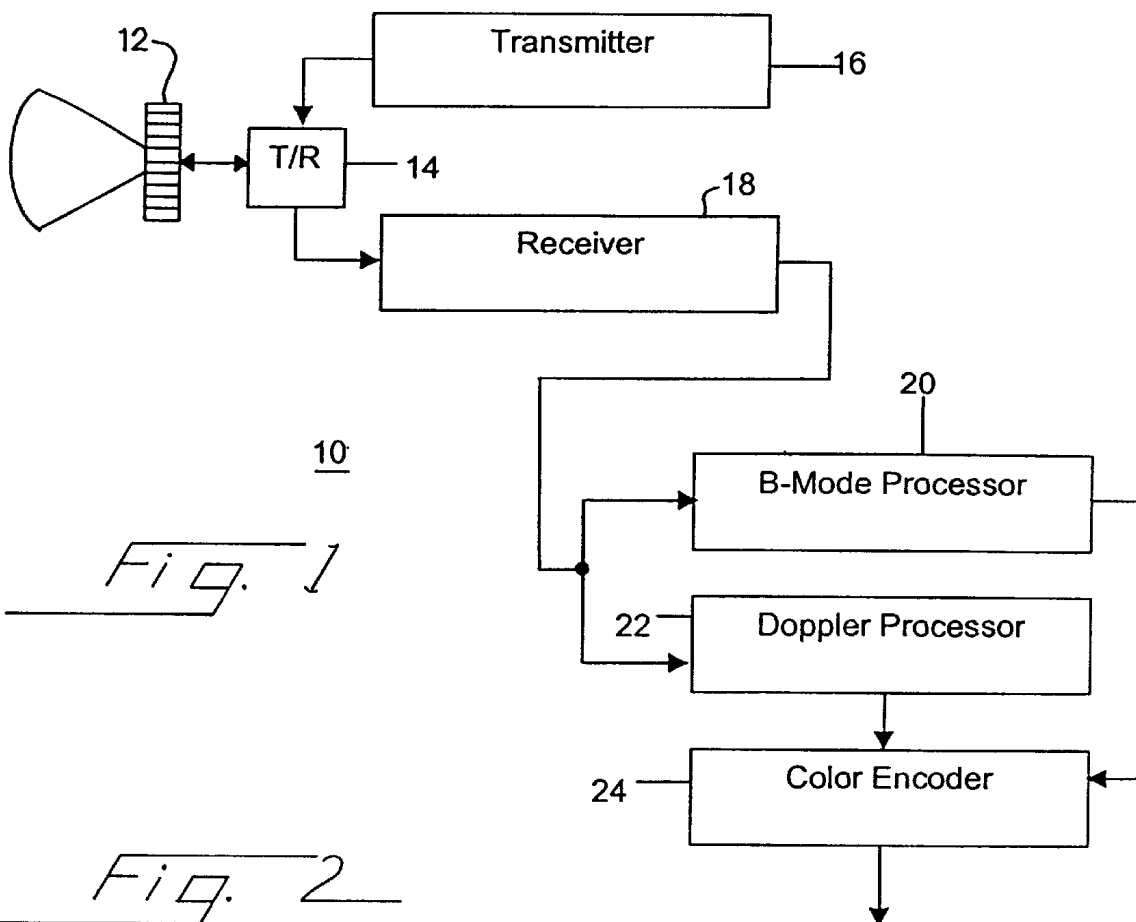 12
Transmitter
16
T/R
14
18
Receiver
10
20
B-Mode Processor
Fig. 1
22
Doppler Processor
24
Color Encoder
Fig. 2